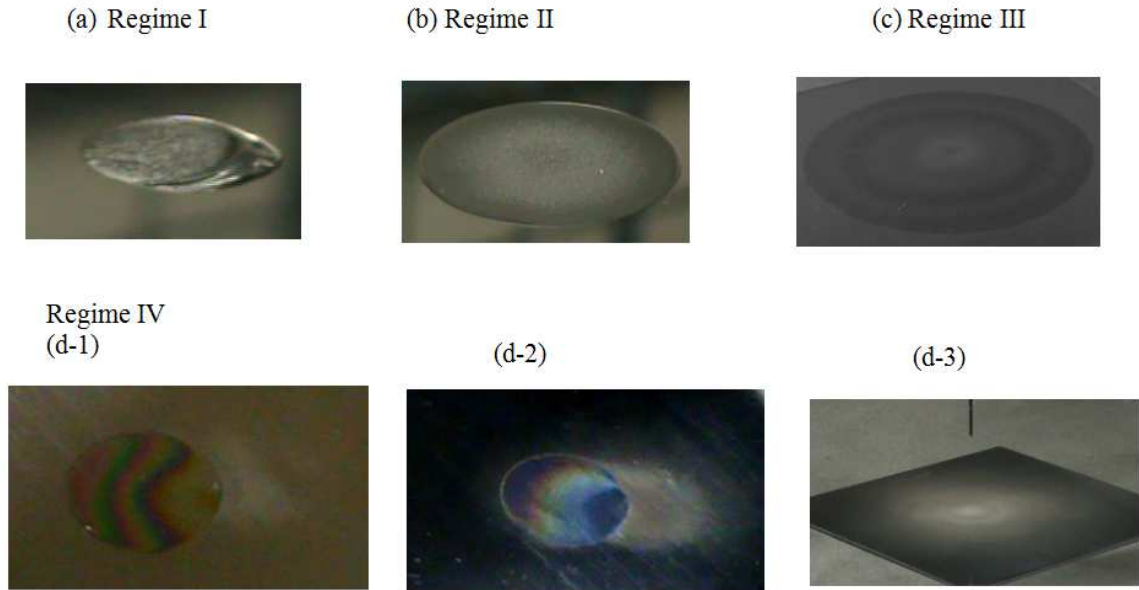 (a) Regime I
(b) Regime II
(c) Regime III
Regime IV
(d-1)
(d-2)
(d-3)